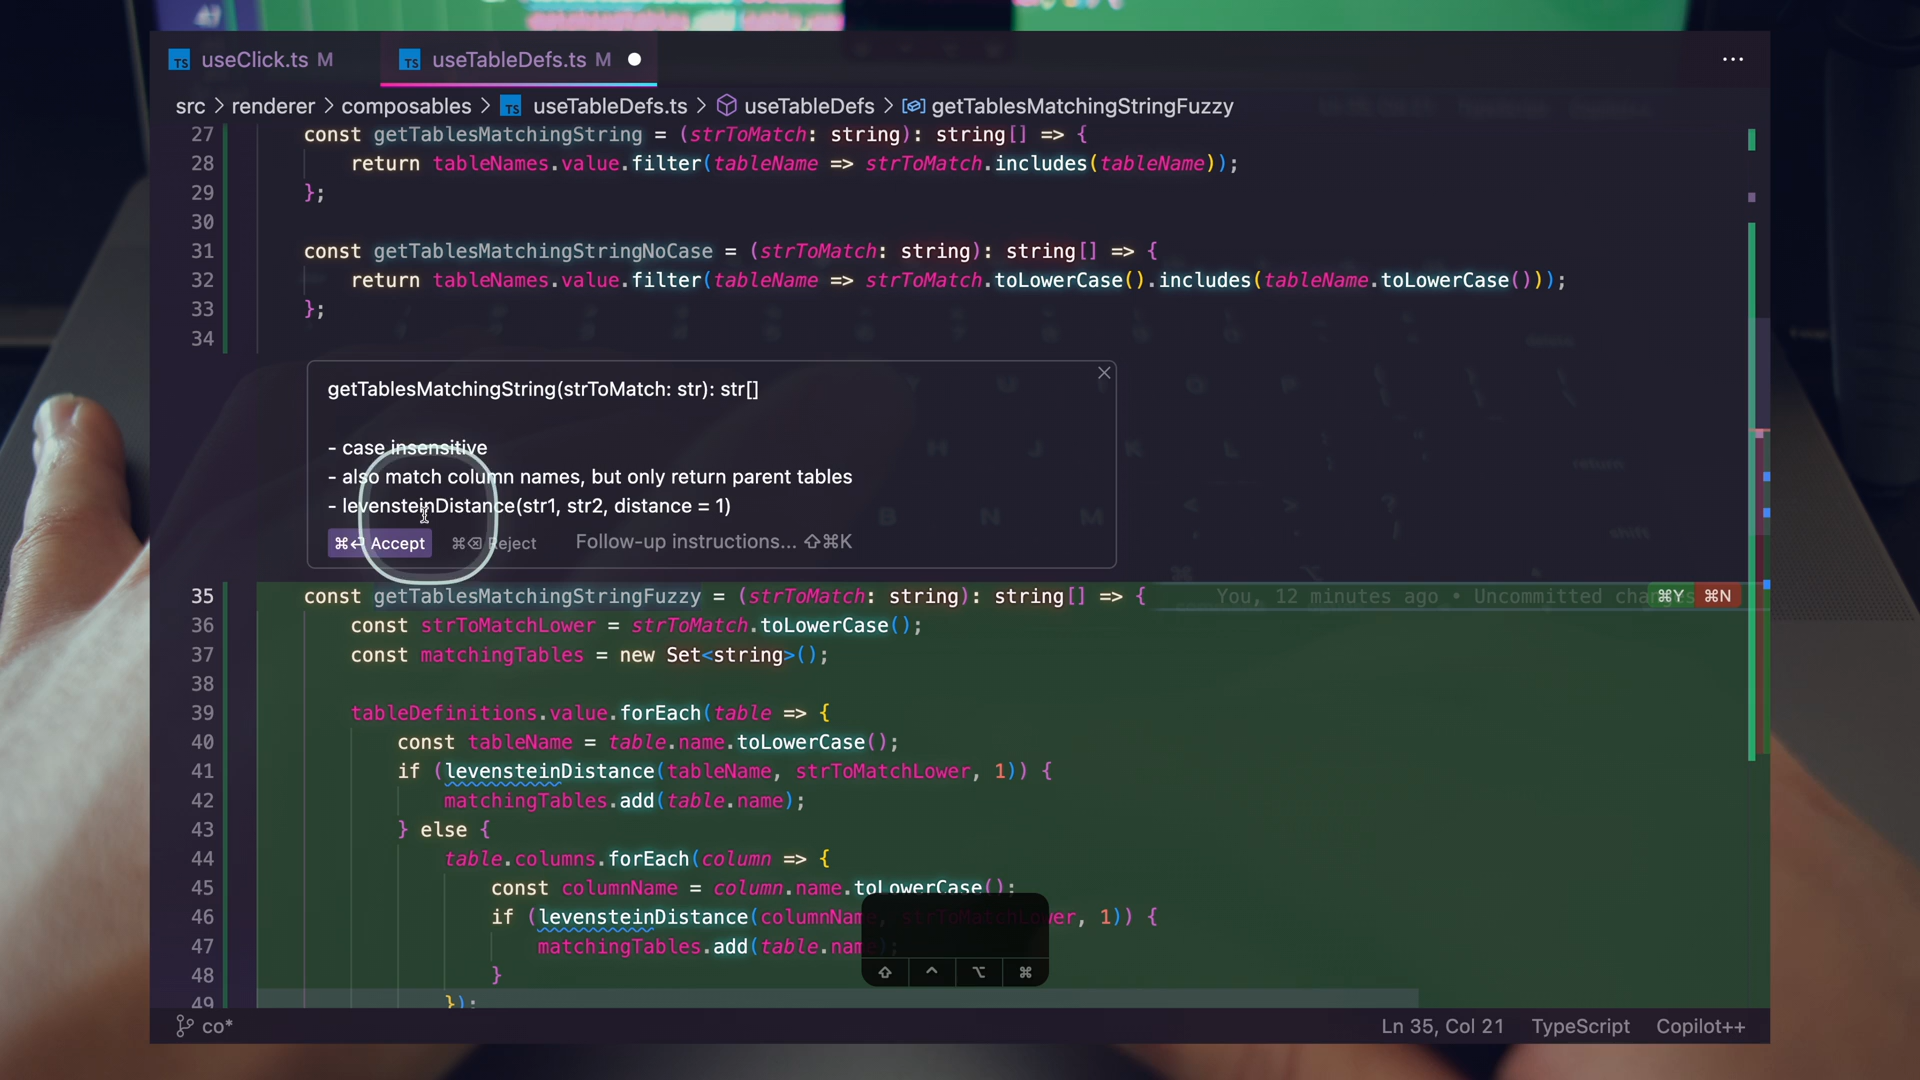 useClick.ts M
useTableDefs.ts M
src > renderer > composables > useTableDefs.ts > useTableDefs > getTablesMatchingStringFuzzy
27 const getTablesMatchingString = (strToMatch: string): string[] => {
28 return tableNames.value.filter(tableName => strToMatch.includes(tableName));
29 };
30
31 const getTablesMatchingStringNoCase = (strToMatch: string): string[] => {
32 return tableNames.value.filter(tableName => strToMatch.toLowerCase().includes(tableName.toLowerCase()));
33 };
34
getTablesMatchingString(strToMatch: str): str[]
- case insensitive
- also match column names, but only return parent tables
- levensteinDistance(str1, str2, distance = 1)
⌘⏎ Accept ⌘⌫ Reject Follow-up instructions... ⇧⌘K
35 const getTablesMatchingStringFuzzy = (strToMatch: string): string[] => { You, 12 minutes ago • Uncommitted changes ⌘Y ⌘N
36 const strToMatchLower = strToMatch.toLowerCase();
37 const matchingTables = new Set<string>();
38
39 tableDefinitions.value.forEach(table => {
40 const tableName = table.name.toLowerCase();
41 if (levensteinDistance(tableName, strToMatchLower, 1)) {
42 matchingTables.add(table.name);
43 } else {
44 table.columns.forEach(column => {
45 const columnName = column.name.toLowerCase();
46 if (levensteinDistance(columnName, strToMatchLower, 1)) {
47 matchingTables.add(table.name);
48 }
49 });
⇧ ⌃ ⌥ ⌘
co* Ln 35, Col 21 TypeScript Copilot++